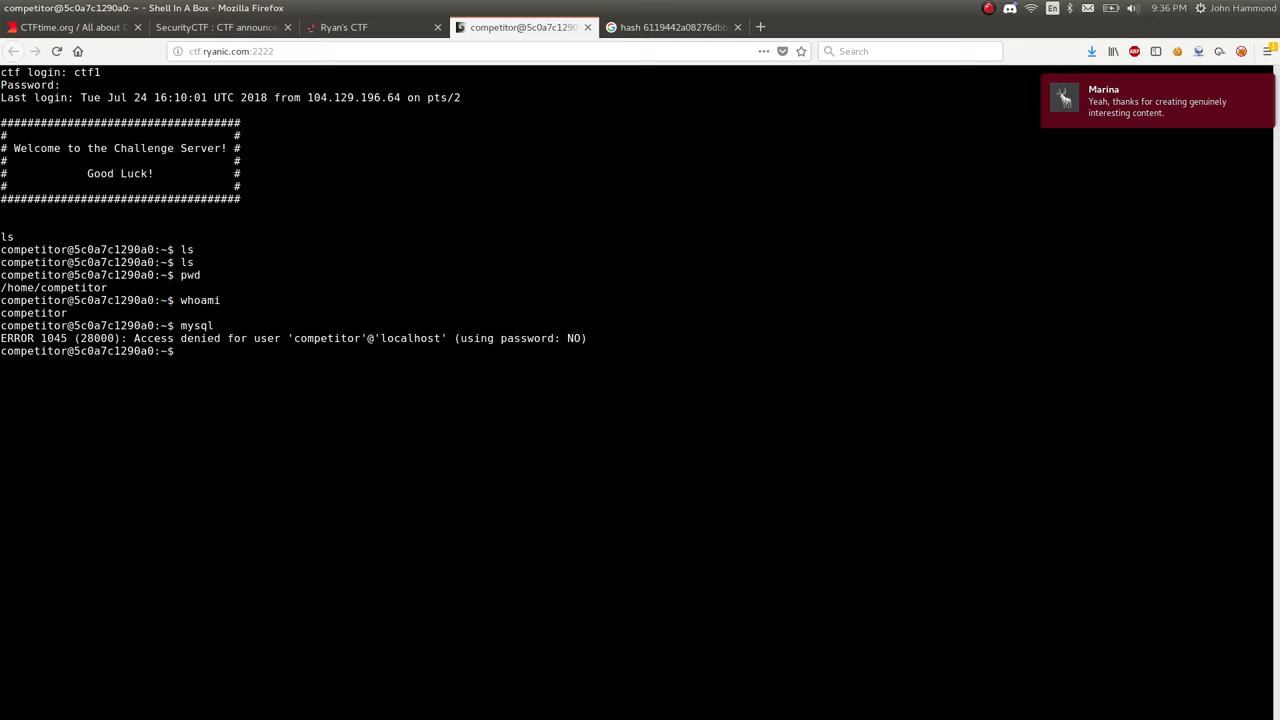 competitor@5c0a7c1290a0: ~ - Shell In A Box - Mozilla Firefox
9:36 PM
John Hammond
CTFtime.org / All about C
SecurityCTF : CTF announce
Ryan's CTF
competitor@5c0a7c1290
hash 6119442a08276dbb
ctf.ryanic.com:2222
Search
En
ABP
ctf login: ctf1
Password:
Last login: Tue Jul 24 16:10:01 UTC 2018 from 104.129.196.64 on pts/2
####################################
#                                  #
# Welcome to the Challenge Server! #
#                                  #
#            Good Luck!            #
#                                  #
####################################
ls
competitor@5c0a7c1290a0:~$ ls
competitor@5c0a7c1290a0:~$ ls
competitor@5c0a7c1290a0:~$ pwd
/home/competitor
competitor@5c0a7c1290a0:~$ whoami
competitor
competitor@5c0a7c1290a0:~$ mysql
ERROR 1045 (28000): Access denied for user 'competitor'@'localhost' (using password: NO)
competitor@5c0a7c1290a0:~$
Marina
Yeah, thanks for creating genuinely
interesting content.